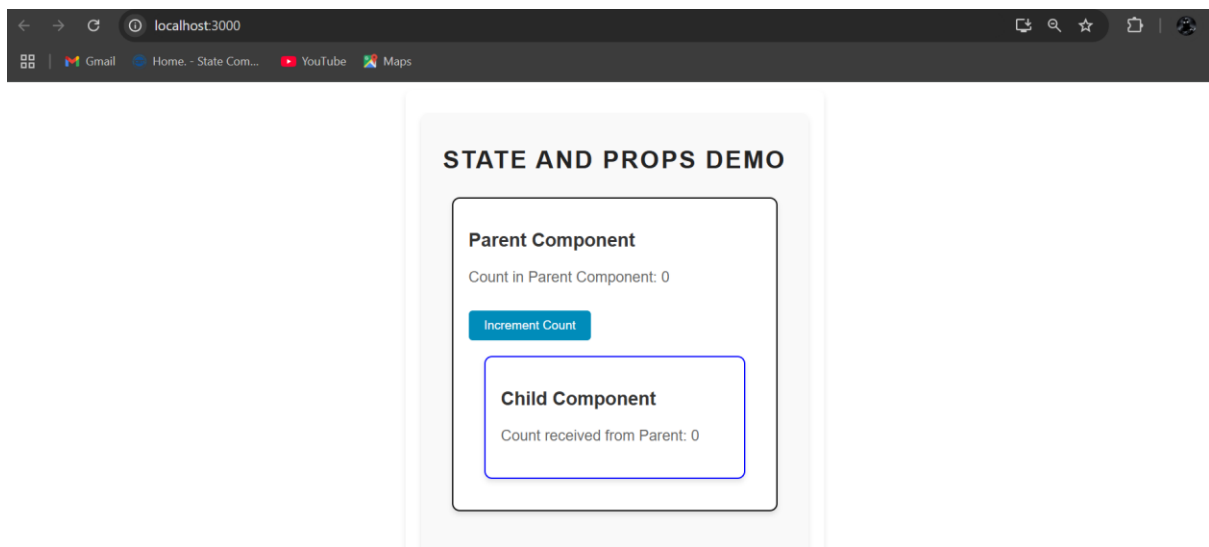 localhost:3000
Gmail Home. - State Com... YouTube Maps
STATE AND PROPS DEMO
Parent Component
Count in Parent Component: 0
Increment Count
Child Component
Count received from Parent: 0